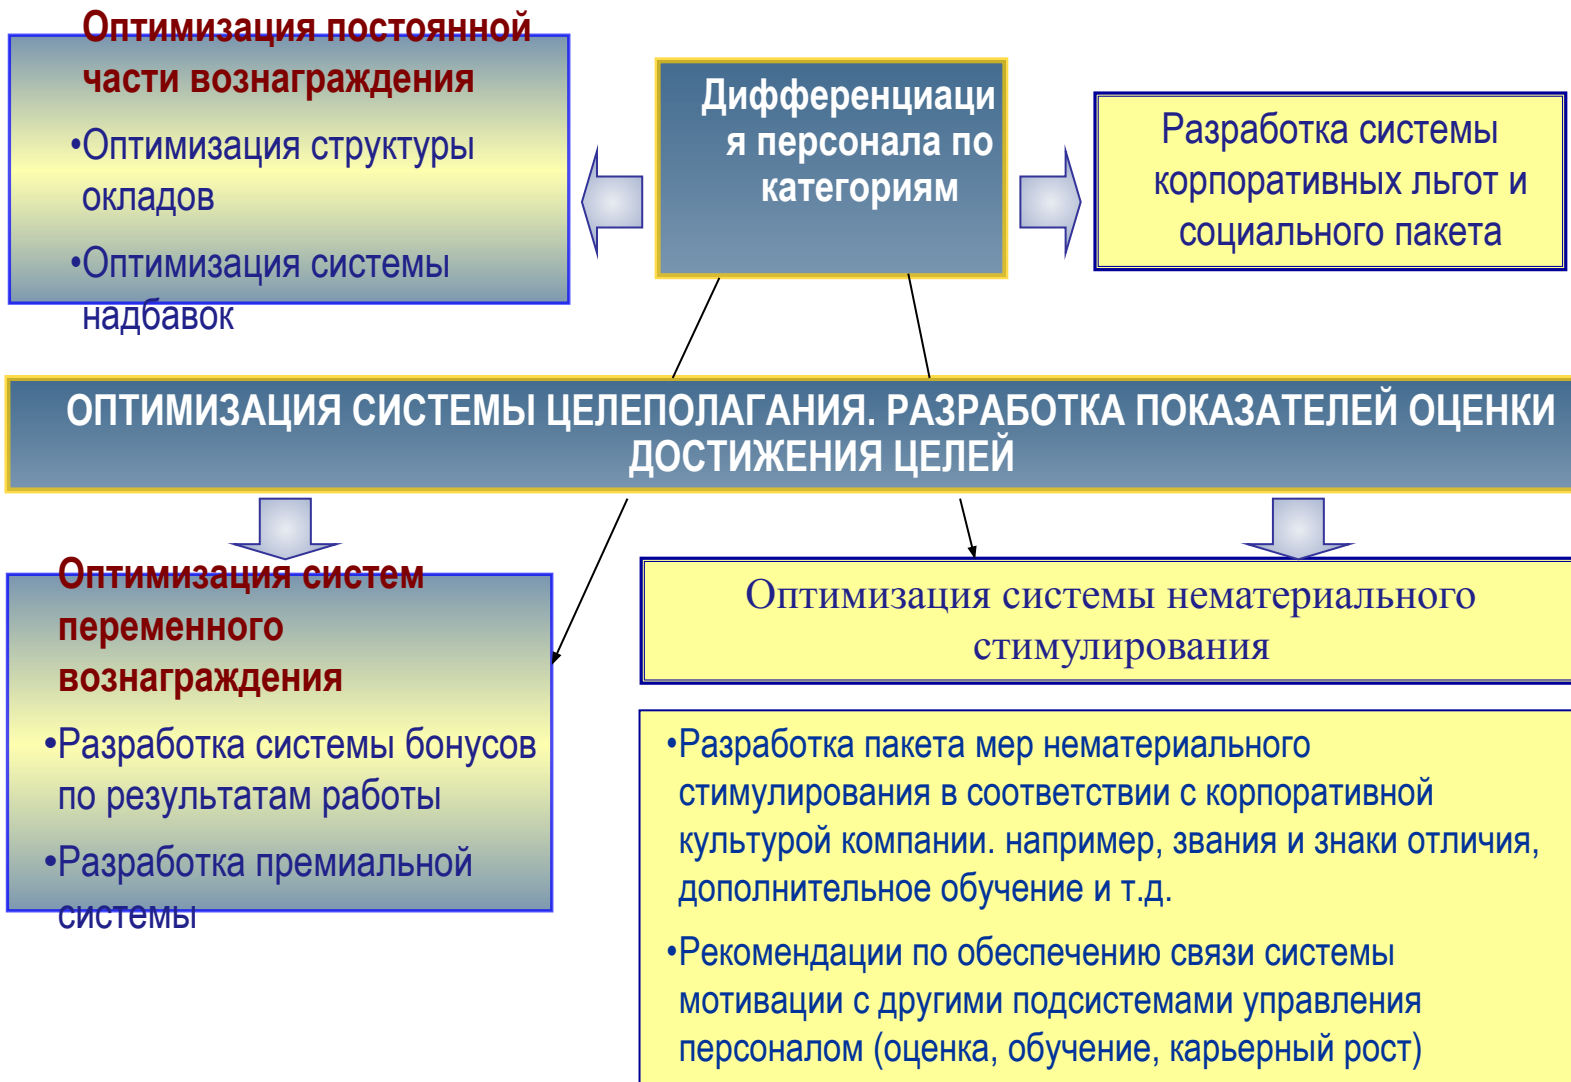 Оптимизация постоянной
части вознаграждения
•Оптимизация структуры
окладов
•Оптимизация системы
надбавок
Дифференциаци
я персонала по
категориям
Разработка системы
корпоративных льгот и
социального пакета
ОПТИМИЗАЦИЯ СИСТЕМЫ ЦЕЛЕПОЛАГАНИЯ. РАЗРАБОТКА ПОКАЗАТЕЛЕЙ ОЦЕНКИ
ДОСТИЖЕНИЯ ЦЕЛЕЙ
Оптимизация систем
переменного
вознаграждения
•Разработка системы бонусов
по результатам работы
•Разработка премиальной
системы
Оптимизация системы нематериального
стимулирования
•Разработка пакета мер нематериального
стимулирования в соответствии с корпоративной
культурой компании. например, звания и знаки отличия,
дополнительное обучение и т.д.
•Рекомендации по обеспечению связи системы
мотивации с другими подсистемами управления
персоналом (оценка, обучение, карьерный рост)